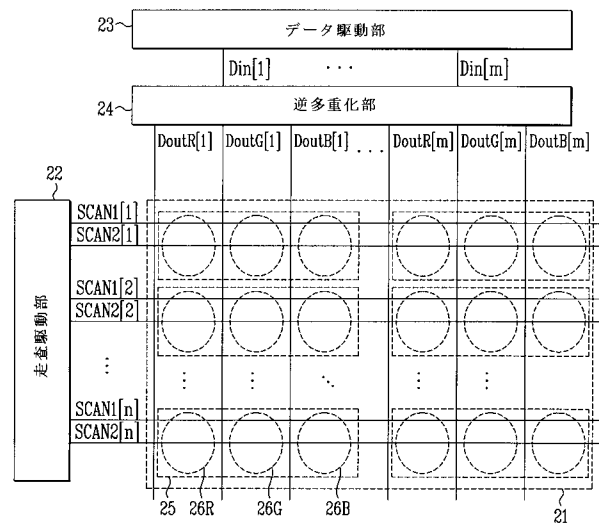 23
データ駆動部
Din[1] ··· Din[m]
24
逆多重化部
DoutR[1] DoutG[1] DoutB[1] ··· DoutR[m] DoutG[m] DoutB[m]
22
走査駆動部
SCAN1[1]
SCAN2[1]
SCAN1[2]
SCAN2[2]
SCAN1[n]
SCAN2[n]
25 26R 26G 26B 21